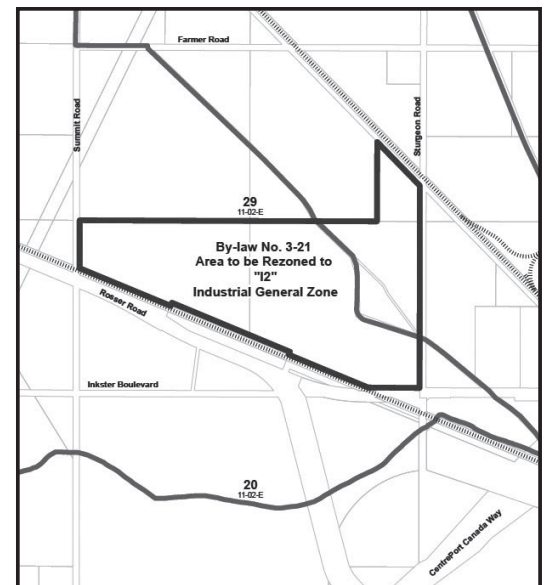 Farmer Road
Summit Road
Sturgeon Road
29
11-02-E
By-law No. 3-21
Area to be Rezoned to
"I2"
Industrial General Zone
Rosser Road
Inkster Boulevard
20
11-02-E
CentrePort Canada Way